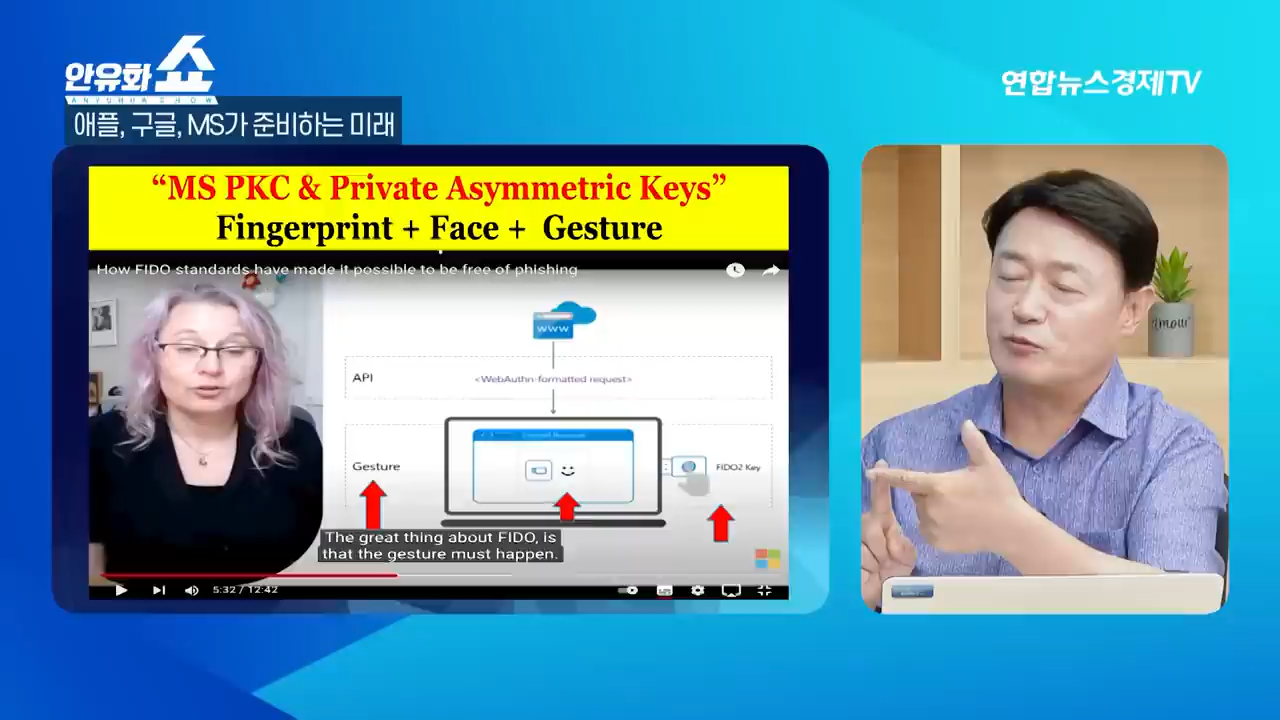 안유화 쇼
ANYUHUA SHOW
애플, 구글, MS가 준비하는 미래
연합뉴스경제TV
“MS PKC & Private Asymmetric Keys”
Fingerprint + Face + Gesture
How FIDO standards have made it possible to be free of phishing
www
API
<WebAuthn-formatted request>
Gesture
FIDO2 Key
The great thing about FIDO, is
that the gesture must happen.
5:32 / 12:42
amour